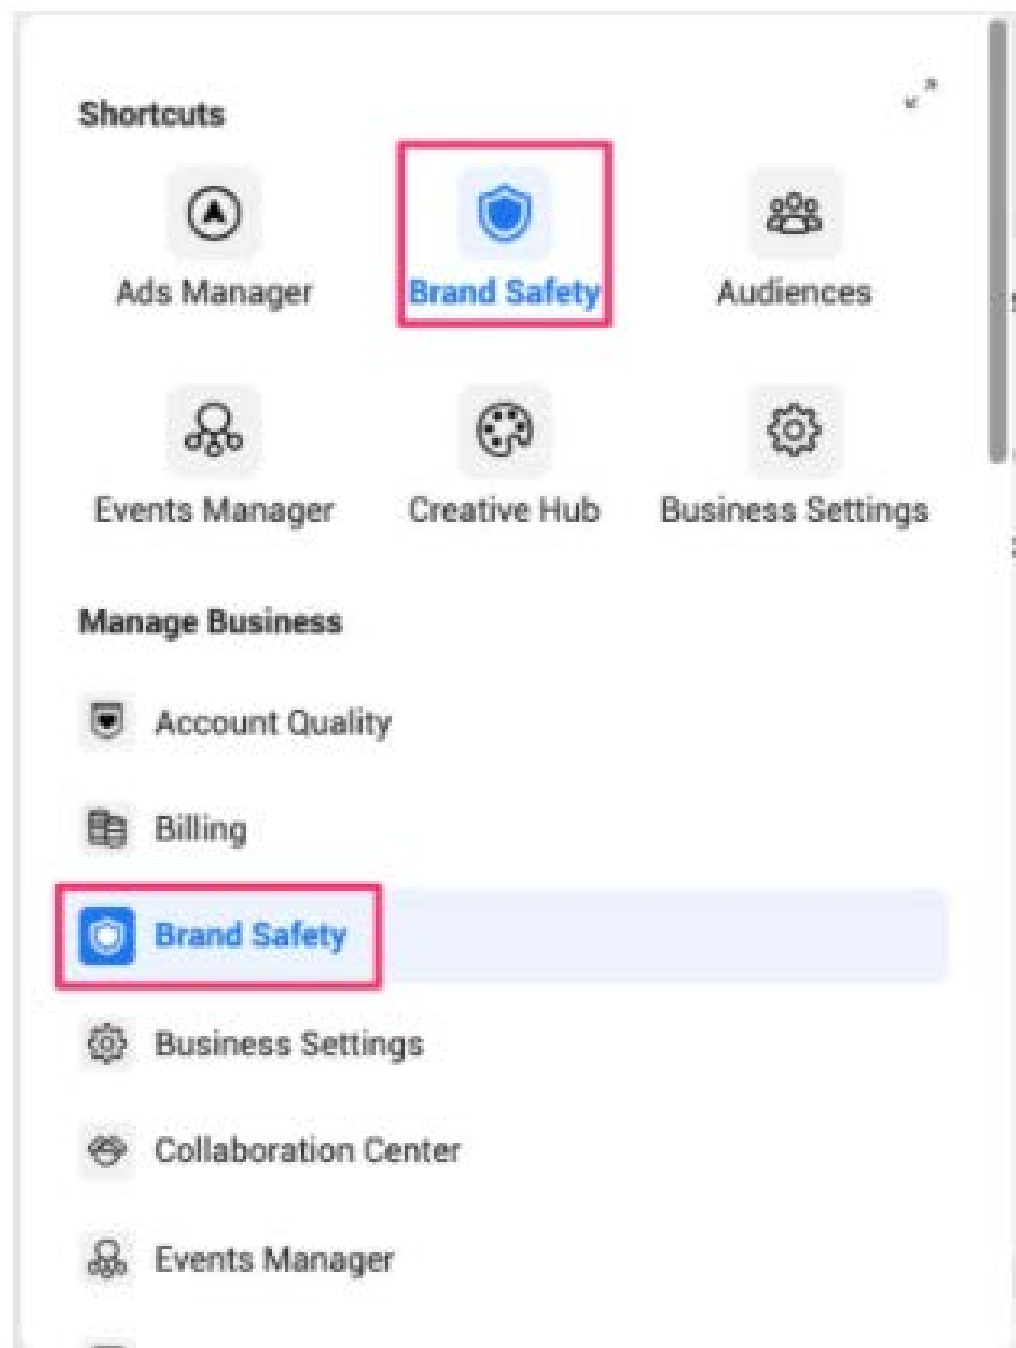 Shortcuts
Ads Manager
Brand Safety
Audiences
Events Manager
Creative Hub
Business Settings
Manage Business
Account Quality
Billing
Brand Safety
Business Settings
Collaboration Center
Events Manager